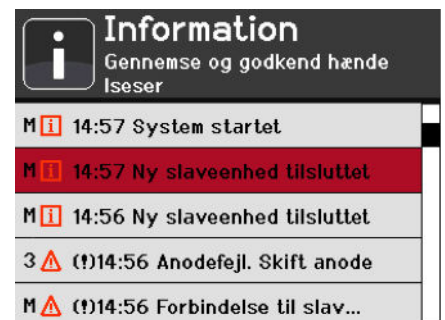 Information
Gennemse og godkend hænde
lseser
M 14:57 System startet
M 14:57 Ny slaveenhed tilsluttet
M 14:56 Ny slaveenhed tilsluttet
3 (!)14:56 Anodefejl. Skift anode
M (!)14:56 Forbindelse til slav...